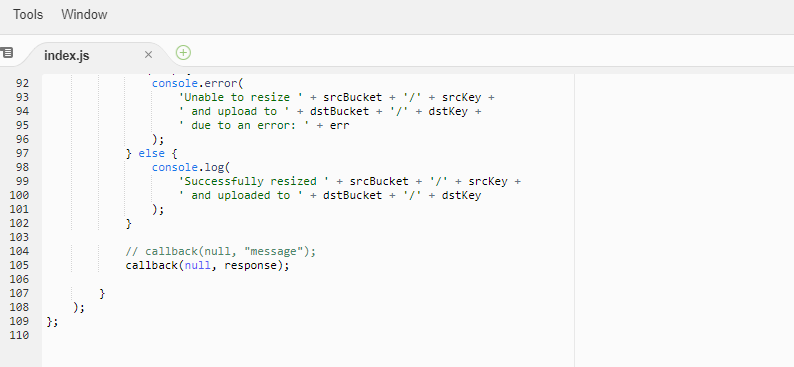 Tools Window
index.js
92 console.error(
93 'Unable to resize ' + srcBucket + '/' + srcKey +
94 ' and upload to ' + dstBucket + '/' + dstKey +
95 ' due to an error: ' + err
96 );
97 } else {
98 console.log(
99 'Successfully resized ' + srcBucket + '/' + srcKey +
100 ' and uploaded to ' + dstBucket + '/' + dstKey
101 );
102 }
103
104 // callback(null, "message");
105 callback(null, response);
106
107 }
108 );
109 };
110